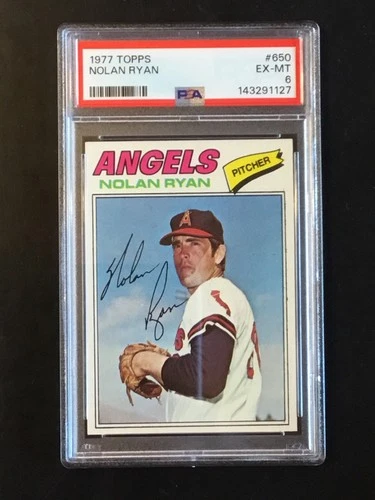 1977 TOPPS #650
NOLAN RYAN EX-MT
6
PSA 143291127
ANGELS
NOLAN RYAN
PITCHER
A
Nolan
Ryan